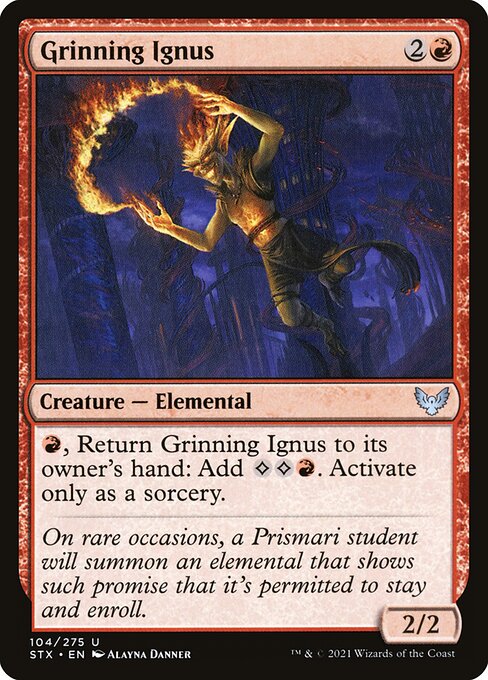 Grinning Ignus 2
Creature — Elemental
, Return Grinning Ignus to its
owner's hand: Add . Activate
only as a sorcery.
On rare occasions, a Prismari student
will summon an elemental that shows
such promise that it's permitted to stay
and enroll.
2/2
104/275 U
STX • EN Alayna Danner
™ & © 2021 Wizards of the Coast